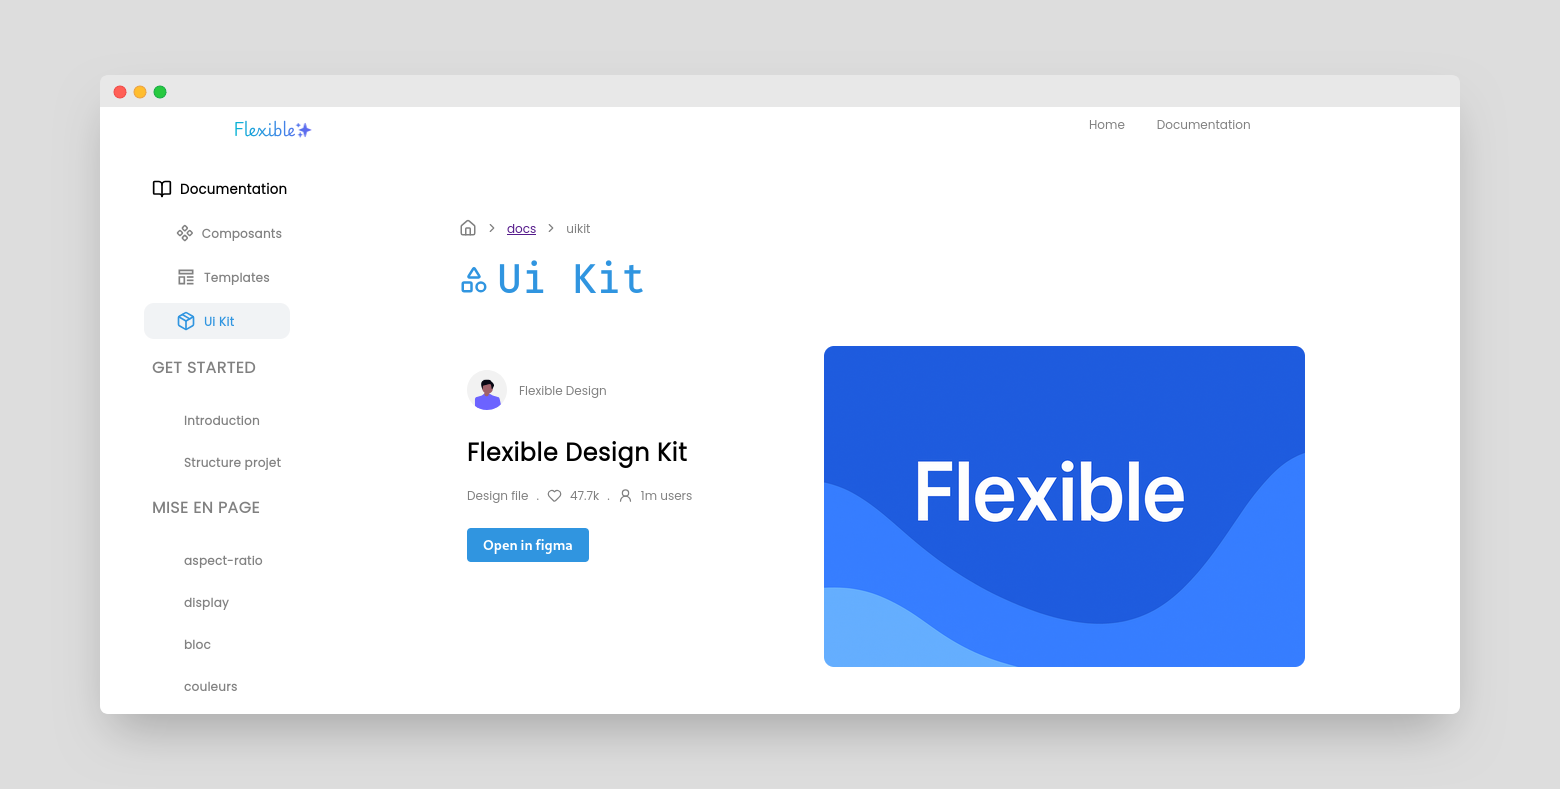 Flexible
Home
Documentation
Documentation
Composants
Templates
Ui Kit
GET STARTED
Introduction
Structure projet
MISE EN PAGE
aspect-ratio
display
bloc
couleurs
docs
uikit
Ui Kit
Flexible Design
Flexible Design Kit
Design file . 47.7k . 1m users
Open in figma
Flexible